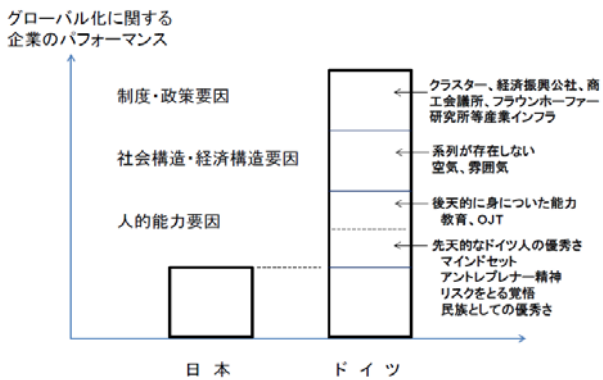 グローバル化に関する
企業のパフォーマンス
制度・政策要因
社会構造・経済構造要因
人的能力要因
クラスター、経済振興公社、商
工会議所、フラウンホーファー
研究所等産業インフラ
系列が存在しない
空気、雰囲気
後天的に身についた能力
教育、OJT
先天的なドイツ人の優秀さ
マインドセット
アントレプレナー精神
リスクをとる覚悟
民族としての優秀さ
日 本
ド イ ツ